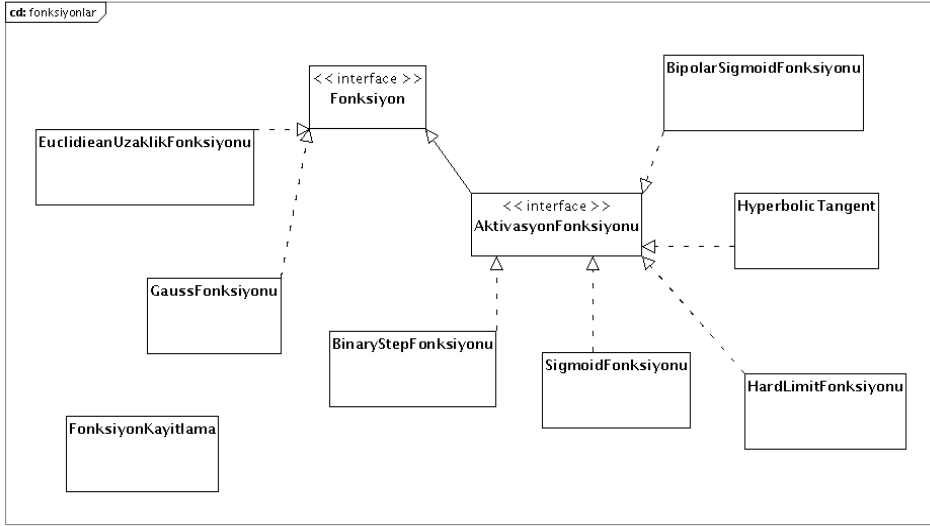 cd: fonksiyonlar
<< interface >>
Fonksiyon
BipolarSigmoidFonksiyonu
EuclidieanUzaklikFonksiyonu
<< interface >>
AktivasyonFonksiyonu
HyperbolicTangent
GaussFonksiyonu
BinaryStepFonksiyonu
SigmoidFonksiyonu
HardLimitFonksiyonu
FonksiyonKayitlama